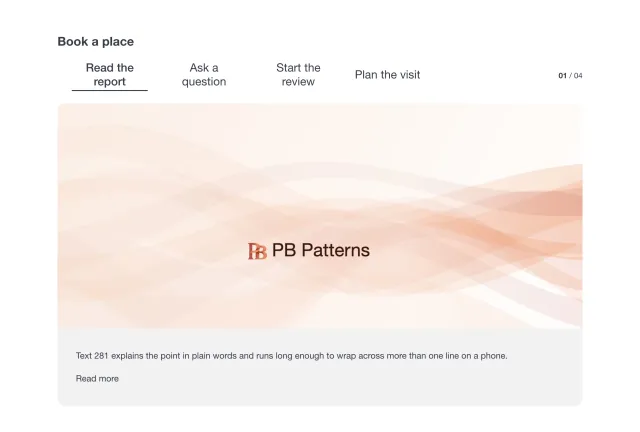 Book a place
Read the
report
Ask a
question
Start the
review
Plan the visit
01 / 04
PB PB Patterns
Text 281 explains the point in plain words and runs long enough to wrap across more than one line on a phone.
Read more